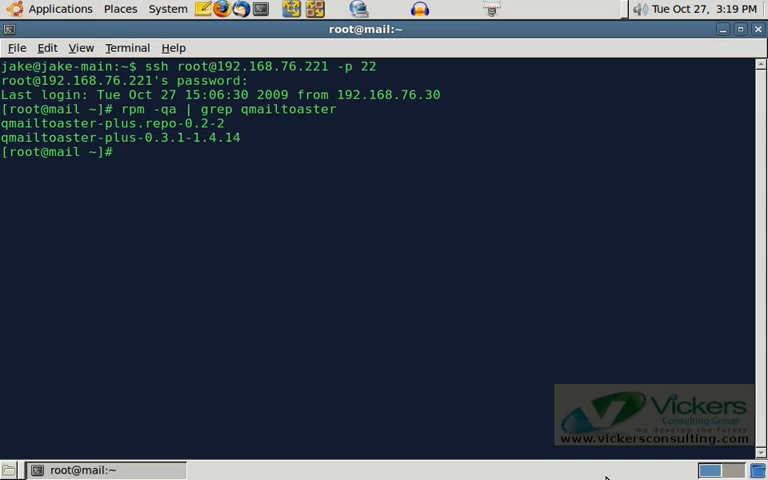 Applications Places System Tue Oct 27, 3:19 PM
root@mail:~
File Edit View Terminal Help
jake@jake-main:~$ ssh root@192.168.76.221 -p 22
root@192.168.76.221's password:
Last login: Tue Oct 27 15:06:30 2009 from 192.168.76.30
[root@mail ~]# rpm -qa | grep qmailtoaster
qmailtoaster-plus.repo-0.2-2
qmailtoaster-plus-0.3.1-1.4.14
[root@mail ~]#
Vickers
Consulting Group
we develop the future
www.vickersconsulting.com
root@mail:~